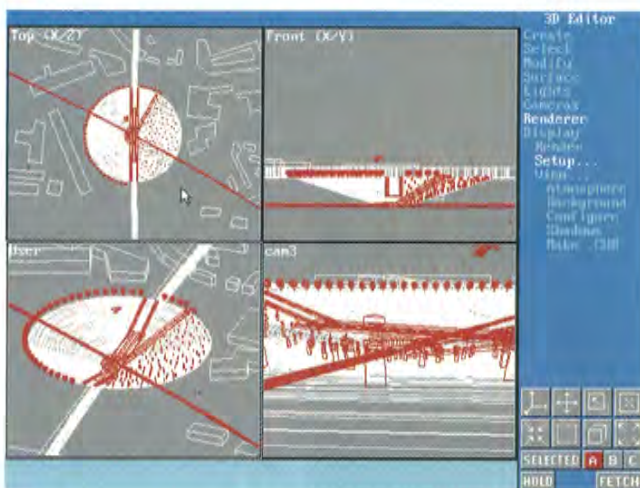 3D Editor
Top (X/Z)
Front (X/Y)
User
cam3
Create
Select
Modify
Surface
Lights
Cameras
Renderer
Display
Render
Setup...
View...
Atmosphere
Background
Configure
Shadows
Make .CUB
SELECTED A B C
HOLD FETCH